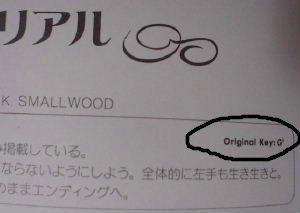 リアル
K. SMALLWOOD
Original Key: G♭
掲載している。
ならないようにしよう。全体的に左手も生き生きと。
のままエンディングへ。